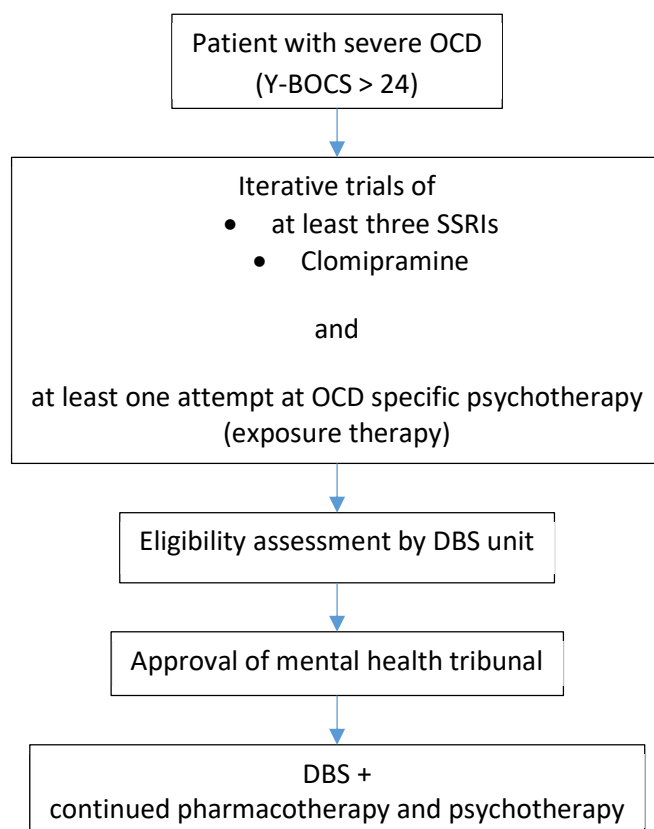 Patient with severe OCD
(Y-BOCS > 24)
Iterative trials of
• at least three SSRIs
• Clomipramine
and
at least one attempt at OCD specific psychotherapy
(exposure therapy)
Eligibility assessment by DBS unit
Approval of mental health tribunal
DBS +
continued pharmacotherapy and psychotherapy